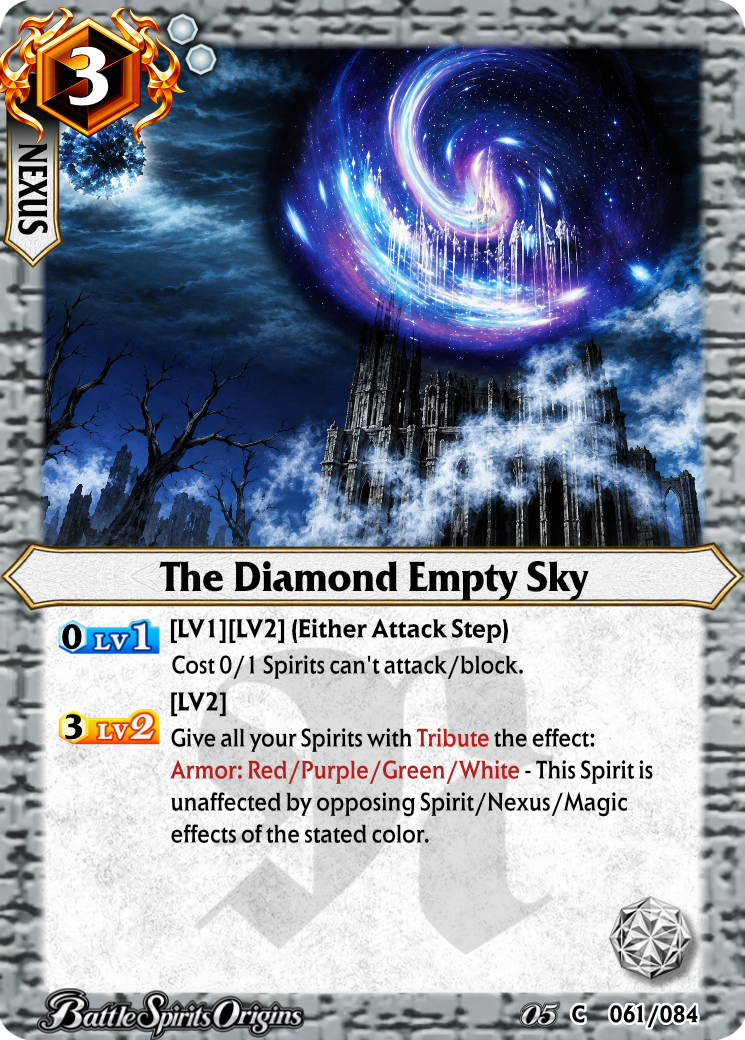 3
NEXUS
The Diamond Empty Sky
0 LV1
[LV1][LV2] (Either Attack Step)
Cost 0/1 Spirits can't attack/block.
[LV2]
3 LV2
Give all your Spirits with Tribute the effect:
Armor: Red/Purple/Green/White - This Spirit is
unaffected by opposing Spirit/Nexus/Magic
effects of the stated color.
Battle Spirits Origins
05 C 061/084